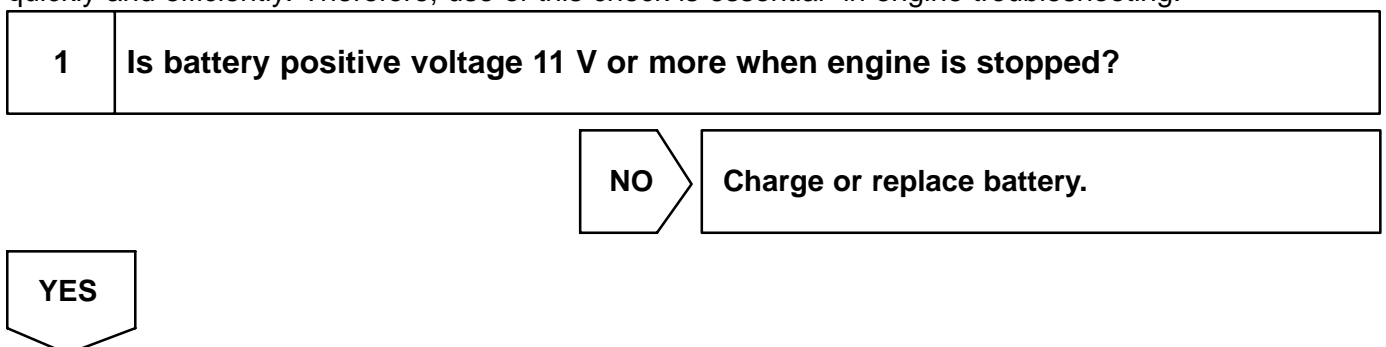 quickly and efficiently. Therefore, use of this check is essential in engine troubleshooting.
1 Is battery positive voltage 11 V or more when engine is stopped?
NO Charge or replace battery.
YES